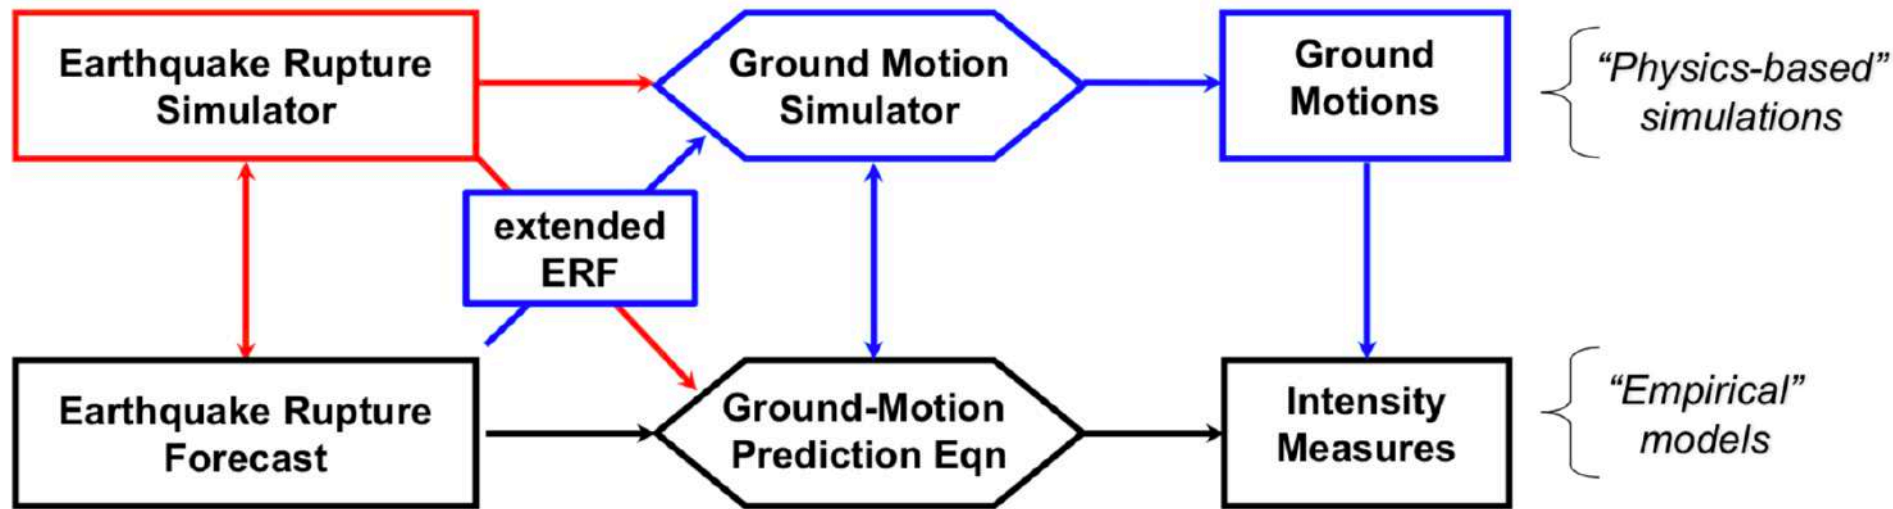 Earthquake Rupture
Simulator
Ground Motion
Simulator
Ground
Motions
“Physics-based”
simulations
extended
ERF
Earthquake Rupture
Forecast
Ground-Motion
Prediction Eqn
Intensity
Measures
“Empirical”
models